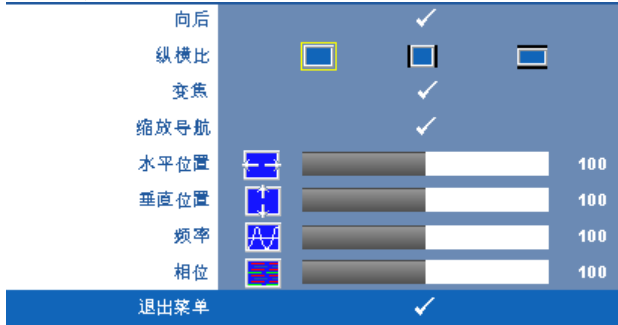 向后
纵横比
变焦
缩放导航
水平位置 100
垂直位置 100
频率 100
相位 100
退出菜单